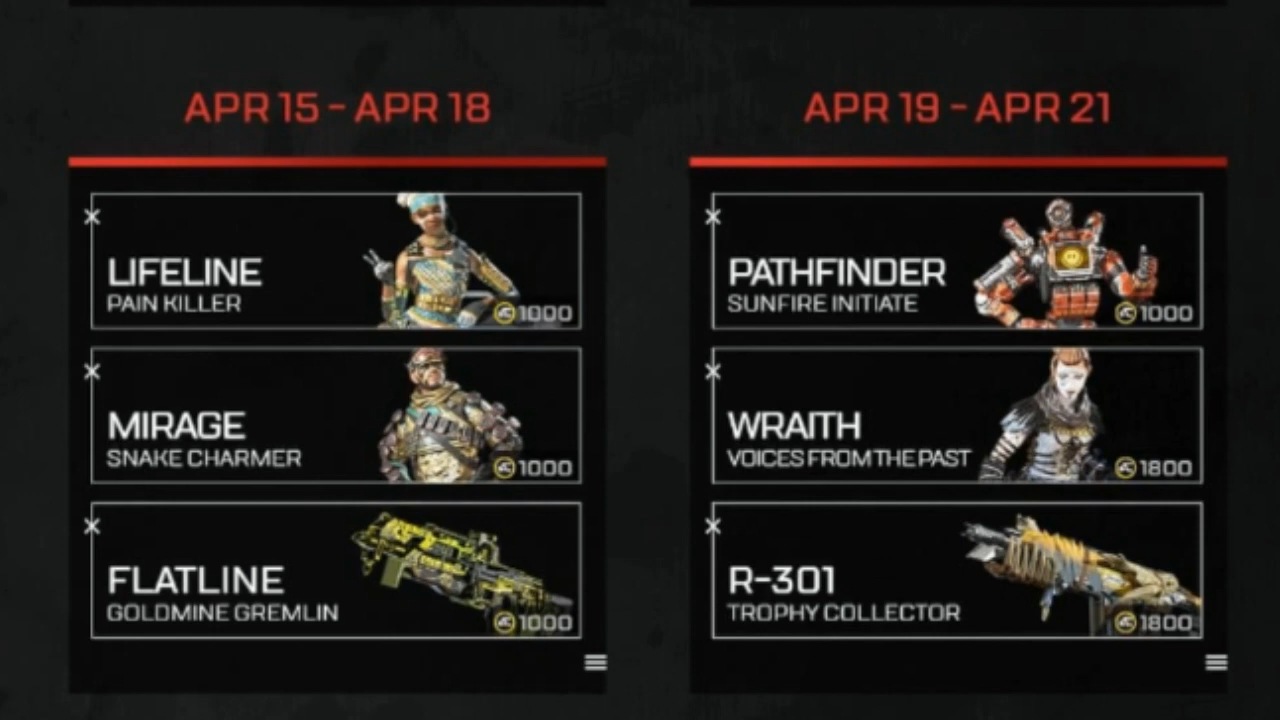 APR 15 - APR 18
LIFELINE
PAIN KILLER
1000
MIRAGE
SNAKE CHARMER
1000
FLATLINE
GOLDMINE GREMLIN
1000
APR 19 - APR 21
PATHFINDER
SUNFIRE INITIATE
1000
WRAITH
VOICES FROM THE PAST
1800
R-301
TROPHY COLLECTOR
1800